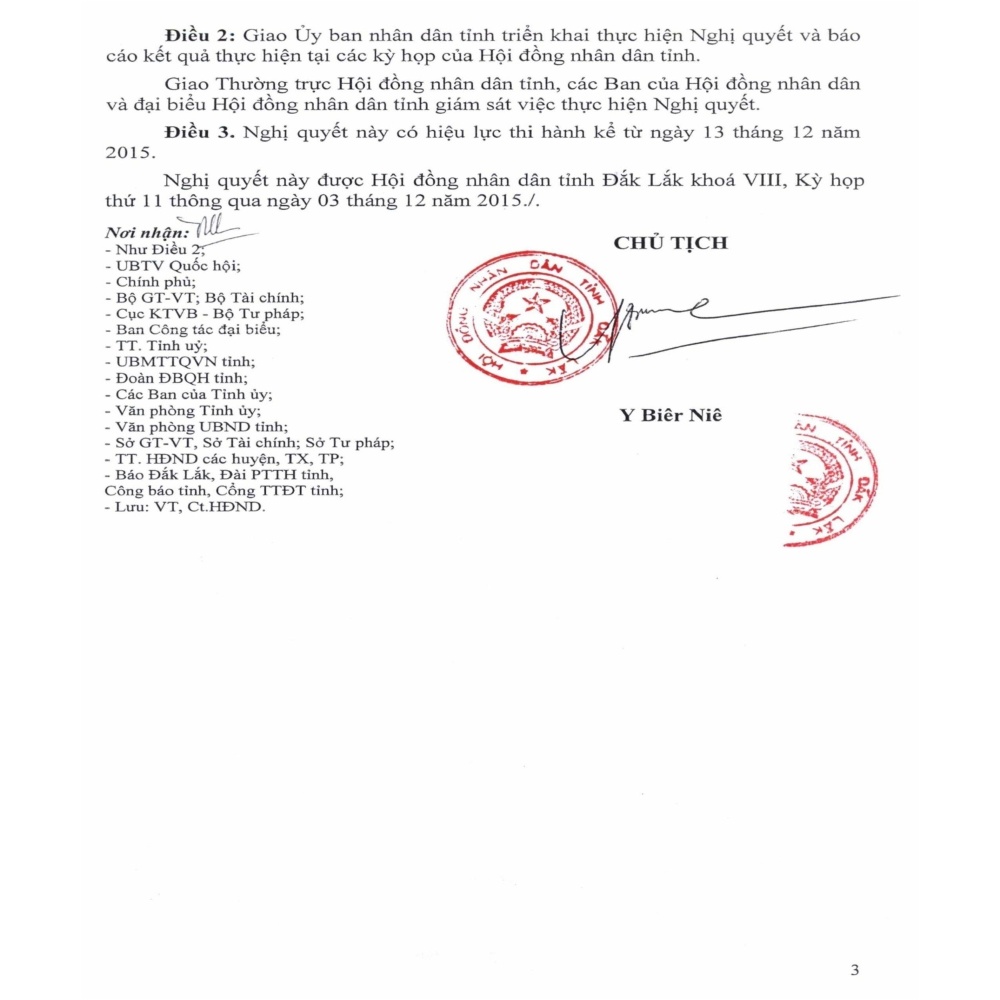 Điều 2: Giao Ủy ban nhân dân tỉnh triển khai thực hiện Nghị quyết và báo
cáo kết quả thực hiện tại các kỳ họp của Hội đồng nhân dân tỉnh.
Giao Thường trực Hội đồng nhân dân tỉnh, các Ban của Hội đồng nhân dân
và đại biểu Hội đồng nhân dân tỉnh giám sát việc thực hiện Nghị quyết.
Điều 3. Nghị quyết này có hiệu lực thi hành kể từ ngày 13 tháng 12 năm
2015.
Nghị quyết này được Hội đồng nhân dân tỉnh Đắk Lắk khoá VIII, Kỳ họp
thứ 11 thông qua ngày 03 tháng 12 năm 2015./.
Nơi nhận:
- Như Điều 2;
- UBTV Quốc hội;
- Chính phủ;
- Bộ GT-VT; Bộ Tài chính;
- Cục KTVB - Bộ Tư pháp;
- Ban Công tác đại biểu;
- TT. Tỉnh uỷ;
- UBMTTQVN tỉnh;
- Đoàn ĐBQH tỉnh;
- Các Ban của Tỉnh ủy;
- Văn phòng Tỉnh ủy;
- Văn phòng UBND tỉnh;
- Sở GT-VT, Sở Tài chính; Sở Tư pháp;
- TT. HĐND các huyện, TX, TP;
- Báo Đắk Lắk, Đài PTTH tỉnh,
Công báo tỉnh, Cổng TTĐT tỉnh;
- Lưu: VT, Ct.HĐND.
CHỦ TỊCH
HỘI ĐỒNG NHÂN DÂN TỈNH ĐẮK LẮK
Y Biêr Niê
TỈNH ĐẮK LẮK
3